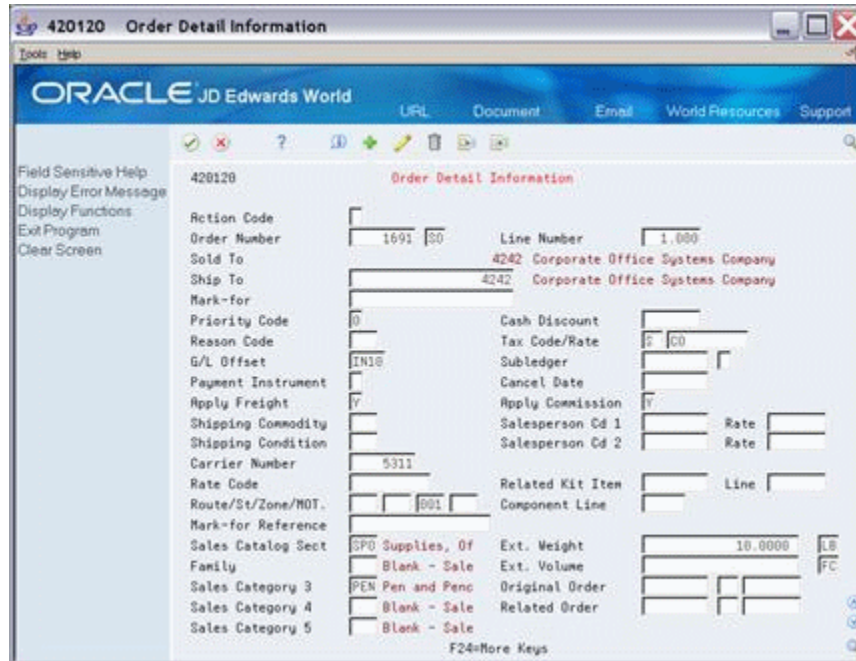 420120 Order Detail Information
Tools Help
ORACLE JD Edwards World
URL Document Email World Resources Support
Field Sensitive Help
Display Error Message
Display Functions
Exit Program
Clear Screen
420120 Order Detail Information
Action Code
Order Number 1691 SO Line Number 1.000
Sold To 4242 Corporate Office Systems Company
Ship To 4242 Corporate Office Systems Company
Mark-for
Priority Code 0 Cash Discount
Reason Code Tax Code/Rate S CO
G/L Offset IN10 Subledger
Payment Instrument Cancel Date
Apply Freight Y Apply Commission Y
Shipping Commodity Salesperson Cd 1 Rate
Shipping Condition Salesperson Cd 2 Rate
Carrier Number 5311
Rate Code Related Kit Item Line
Route/St/Zone/MOT. 001 Component Line
Mark-for Reference
Sales Catalog Sect SPO Supplies, Of Ext. Weight 10.0000 LB
Family Blank - Sale Ext. Volume FC
Sales Category 3 PEN Pen and Penc Original Order
Sales Category 4 Blank - Sale Related Order
Sales Category 5 Blank - Sale
F24=More Keys